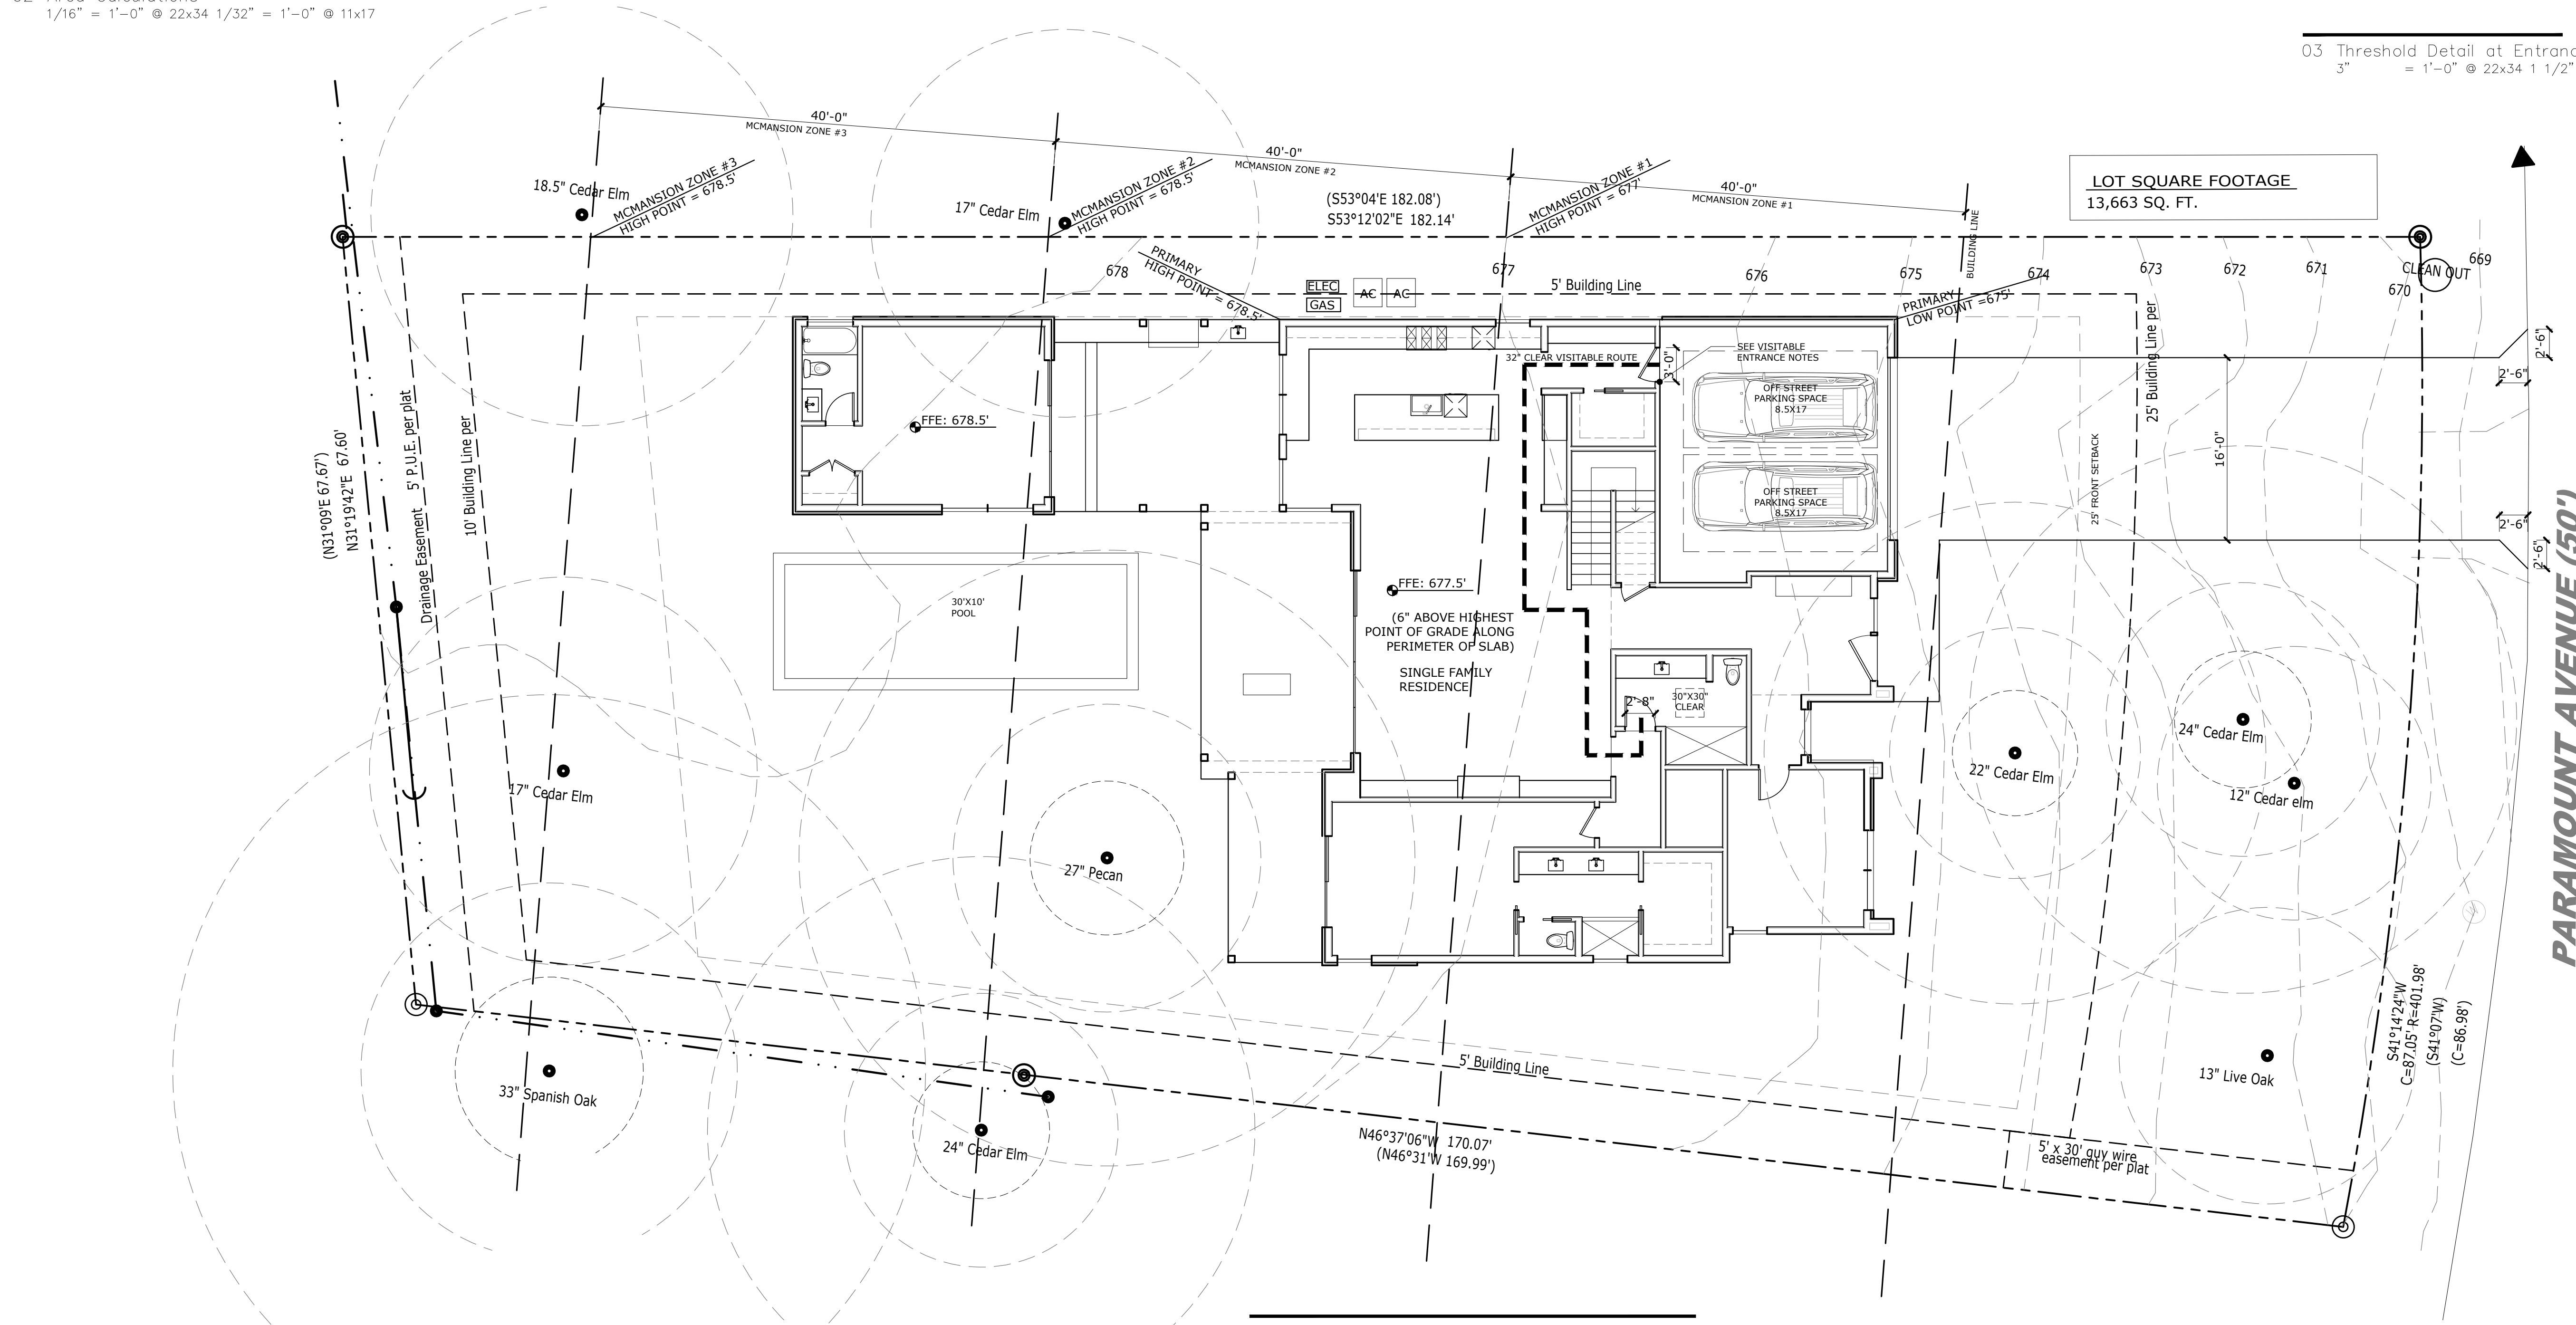 1/16" = 1'-0" @ 22x34 1/32" = 1'-0" @ 11x17
03 Threshold Detail at
3" = 1'-0" @ 22x34 1 1/2"
40'-0"
MCMANSION ZONE #3
40'-0"
MCMANSION ZONE #2
40'-0"
MCMANSION ZONE #1
LOT SQUARE FOOTAGE
13,663 SQ. FT.
18.5" Cedar Elm
MCMANSION ZONE #3
HIGH POINT = 678.5'
17" Cedar Elm
MCMANSION ZONE #2
HIGH POINT = 678.5'
(S53°04'E 182.08')
S53°12'02"E 182.14'
MCMANSION ZONE #1
HIGH POINT = 677'
BUILDING LINE
678
PRIMARY
HIGH POINT = 678.5'
677
676
675
674
673
672
671
CLEAN OUT
670
669
ELEC
GAS
AC
AC
5' Building Line
PRIMARY
LOW POINT =675'
25' Building Line per
32" CLEAR VISITABLE ROUTE
3'-0"
SEE VISITABLE
ENTRANCE NOTES
OFF STREET
PARKING SPACE
8.5X17
OFF STREET
PARKING SPACE
8.5X17
2'-6"
2'-6"
16'-0"
2'-6"
2'-6"
25' FRONT SETBACK
FFE: 678.5'
(N31°09'E 67.67')
N31°19'42"E 67.60'
Drainage Easement
5' P.U.E. per plat
10' Building Line per
30'X10'
POOL
FFE: 677.5'
(6" ABOVE HIGHEST
POINT OF GRADE ALONG
PERIMETER OF SLAB)
SINGLE FAMILY
RESIDENCE
2'-8"
30"X30"
CLEAR
PARAMOUNT AVENUE (50')
17" Cedar Elm
27" Pecan
22" Cedar Elm
24" Cedar Elm
12" Cedar elm
33" Spanish Oak
24" Cedar Elm
13" Live Oak
5' Building Line
N46°37'06"W 170.07'
(N46°31'W 169.99')
5' x 30' guy wire
easement per plat
S41°14'24"W
C=87.05' R=401.98'
(S41°07'W)
(C=86.98')